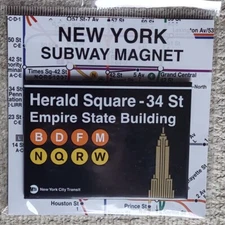 NEW YORK
SUBWAY MAGNET
Times Sq-42 St
Grand Central
Herald Square - 34 St
Empire State Building
B D F M
N Q R W
New York City Transit
Houston St
Prince St